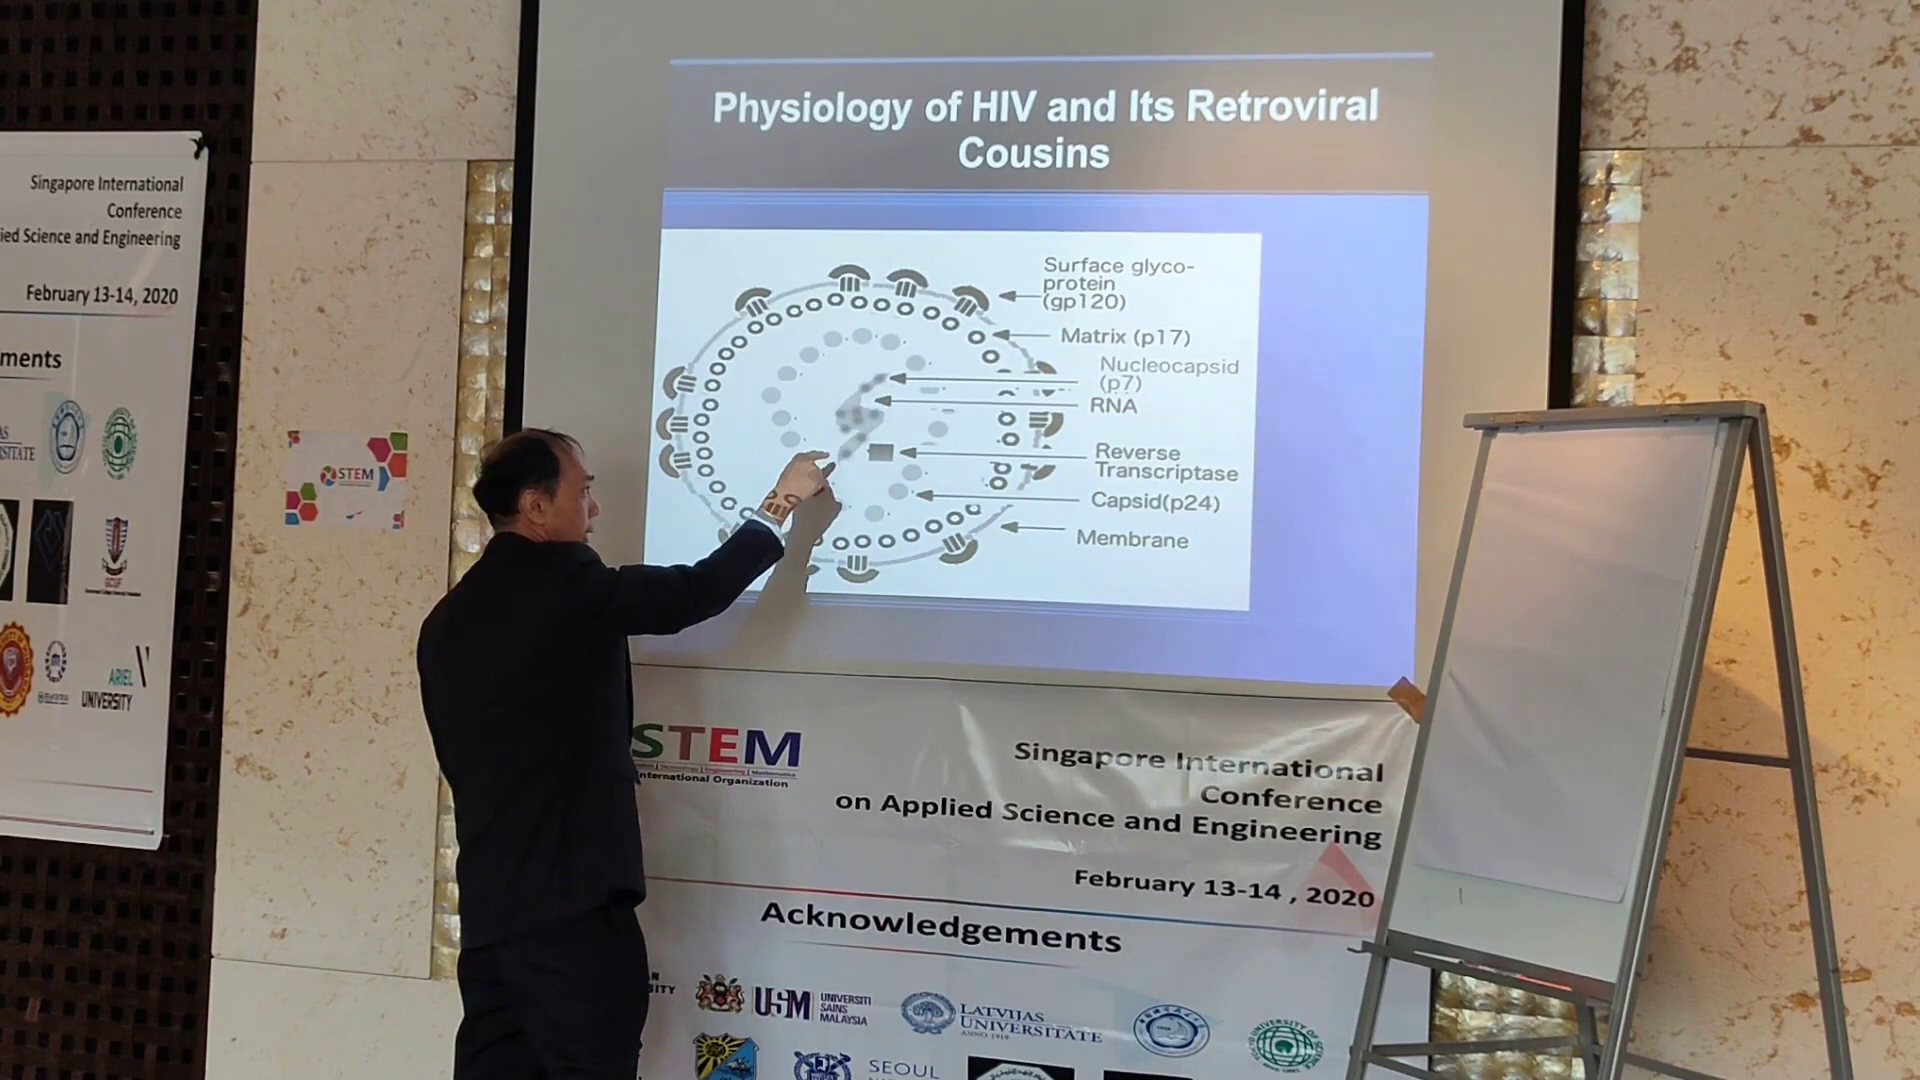 Physiology of HIV and Its Retroviral
Cousins
Surface glyco-
protein
(gp120)
Matrix (p17)
Nucleocapsid
(p7)
RNA
Reverse
Transcriptase
Capsid(p24)
Membrane
Singapore International
Conference
ied Science and Engineering
February 13-14, 2020
ments
GCUF
ARIEL
UNIVERSITY
STEM
STEM
International Organization
Singapore International
Conference
on Applied Science and Engineering
February 13-14 , 2020
Acknowledgements
USM
UNIVERSITI
SAINS
MALAYSIA
LATVIJAS
UNIVERSITĀTE
ANNO 1919
SEOUL